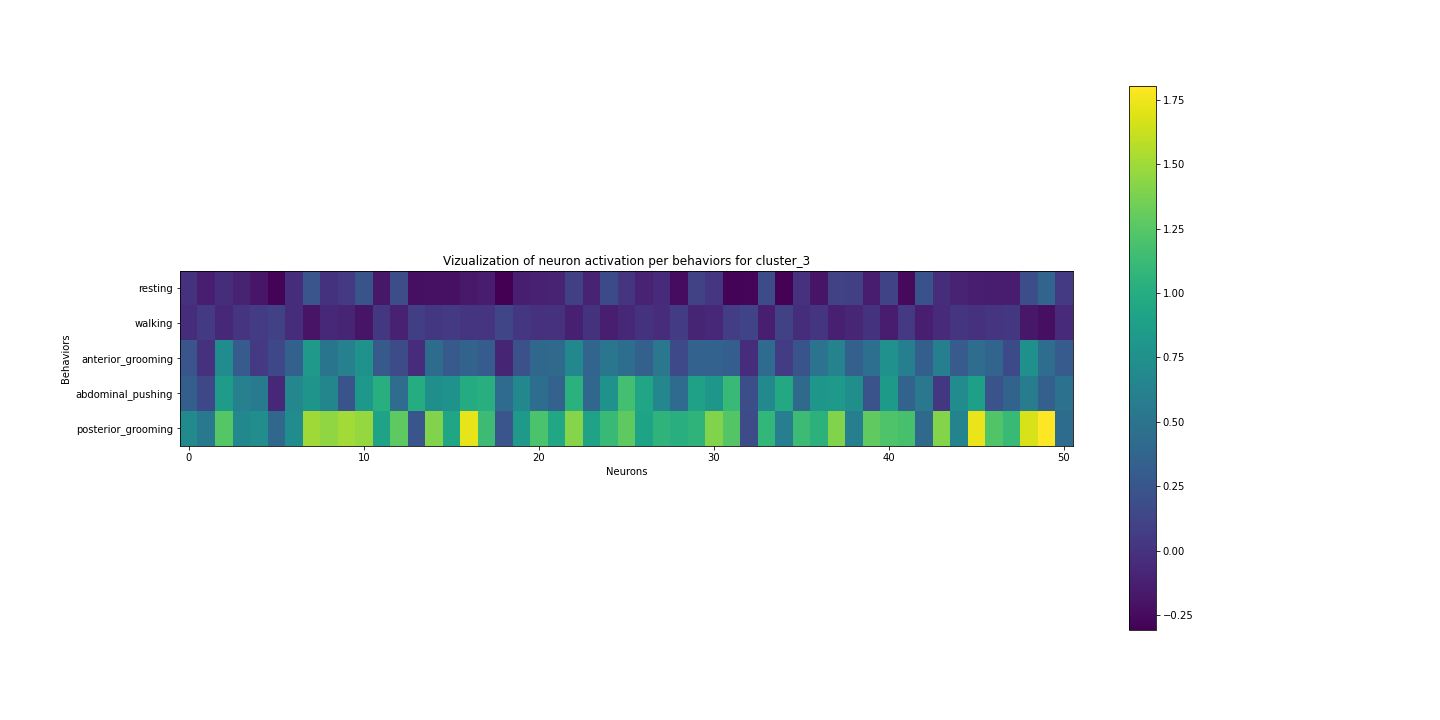 Vizualization of neuron activation per behaviors for cluster_3
Behaviors
resting
walking
anterior_grooming
abdominal_pushing
posterior_grooming
0 10 20 30 40 50
Neurons
1.75
1.50
1.25
1.00
0.75
0.50
0.25
0.00
−0.25